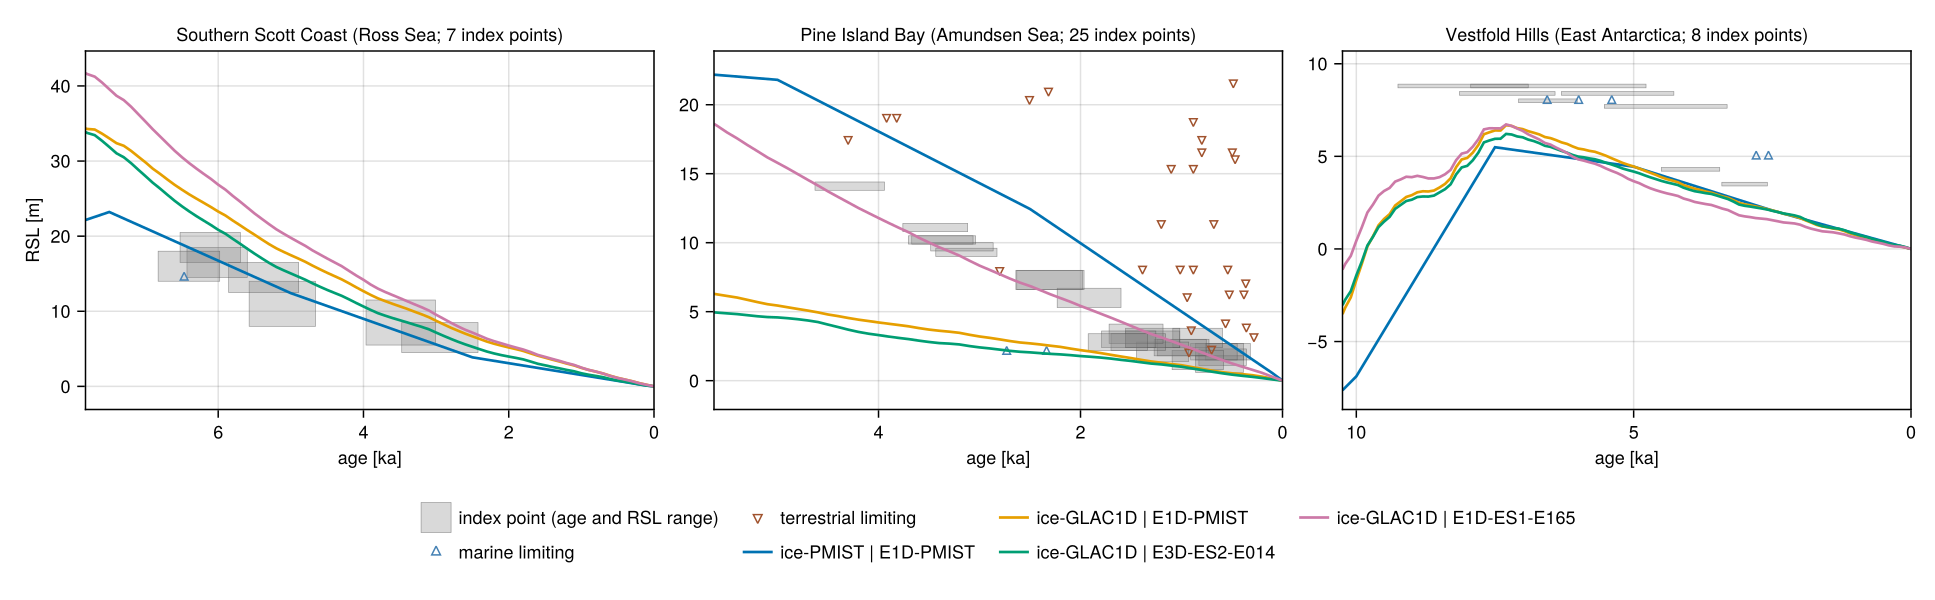 Southern Scott Coast (Ross Sea; 7 index points)
Pine Island Bay (Amundsen Sea; 25 index points)
Vestfold Hills (East Antarctica; 8 index points)
RSL [m]
40
30
20
10
0
6
4
2
0
age [ka]
20
15
10
5
0
4
2
0
age [ka]
10
5
0
−5
10
5
0
age [ka]
index point (age and RSL range)
terrestrial limiting
ice-GLAC1D | E1D-PMIST
ice-GLAC1D | E1D-ES1-E165
marine limiting
ice-PMIST | E1D-PMIST
ice-GLAC1D | E3D-ES2-E014